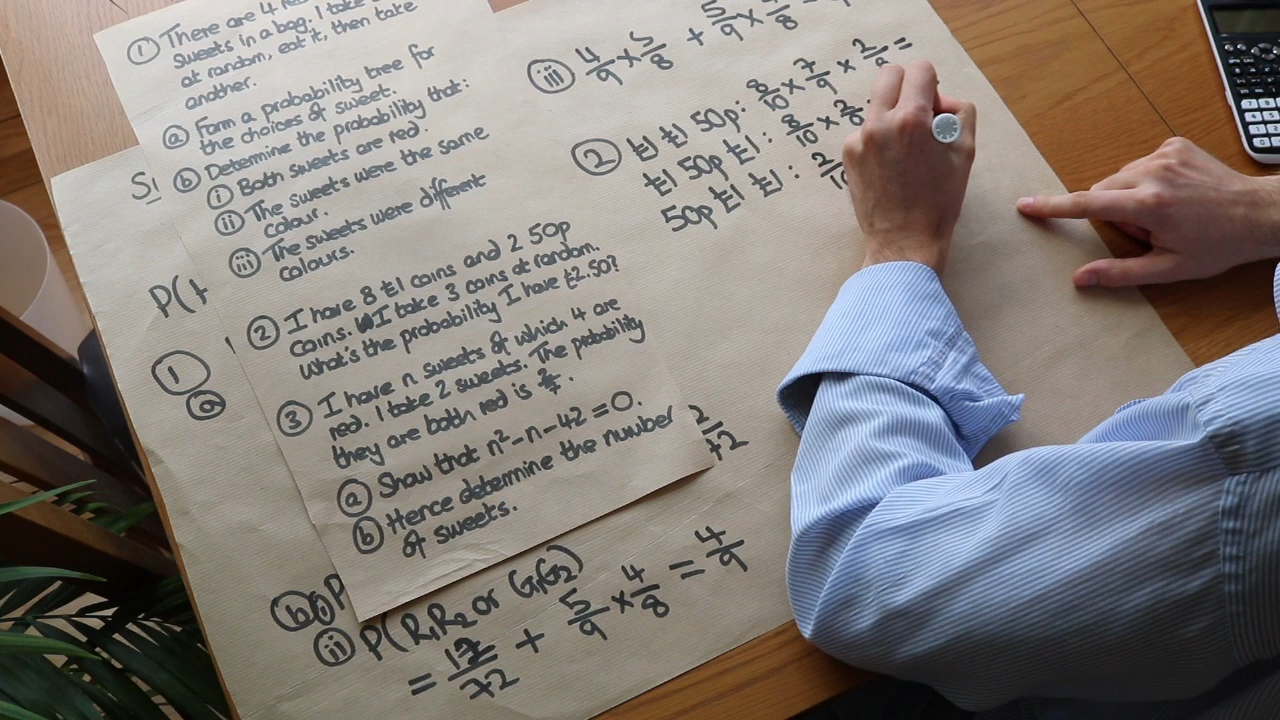 ① There are 4 re
sweets in a bag. I take
at random, eat it, then take
another.
ⓐ Form a probability tree for
the choices of sweet.
ⓑ Determine the probability that:
ⓘ Both sweets are red.
ⓘⓘ The sweets were the same
colour.
ⓘⓘⓘ The sweets were different
colours.
② I have 8 £1 coins and 2 50p
coins. I take 3 coins at random.
What's the probability I have £2.50?
③ I have n sweets of which 4 are
red. I take 2 sweets. The probability
they are both red is 2/7.
ⓐ Show that n²-n-42=0.
ⓑ Hence determine the number
of sweets.
P(
①
ⓐ
ⓑ ⓘ P
ⓘⓘ P(R₁R₂ or G₁G₂)
= 12/72 + 5/9 × 4/8 = 4/9
2/72
ⓘⓘⓘ 4/9 × 5/8 + 5/9 × 4/8 =
② £1 £1 50p: 8/10 × 7/9 × 2/8 =
£1 50p £1: 8/10 × 2/9
50p £1 £1: 2/10